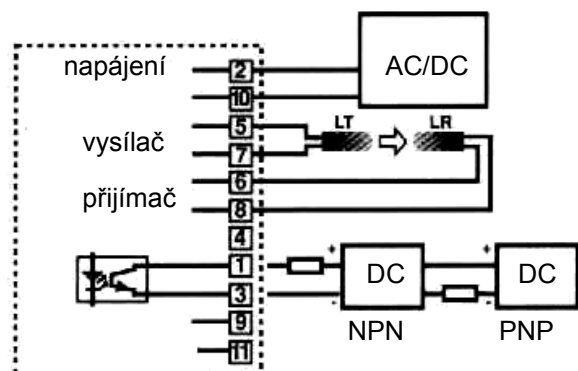 napájení 2 AC/DC
10
5 LT LR
vysílač 7
6
přijímač 8
4
1 + DC + DC
3 - -
NPN PNP
9
11